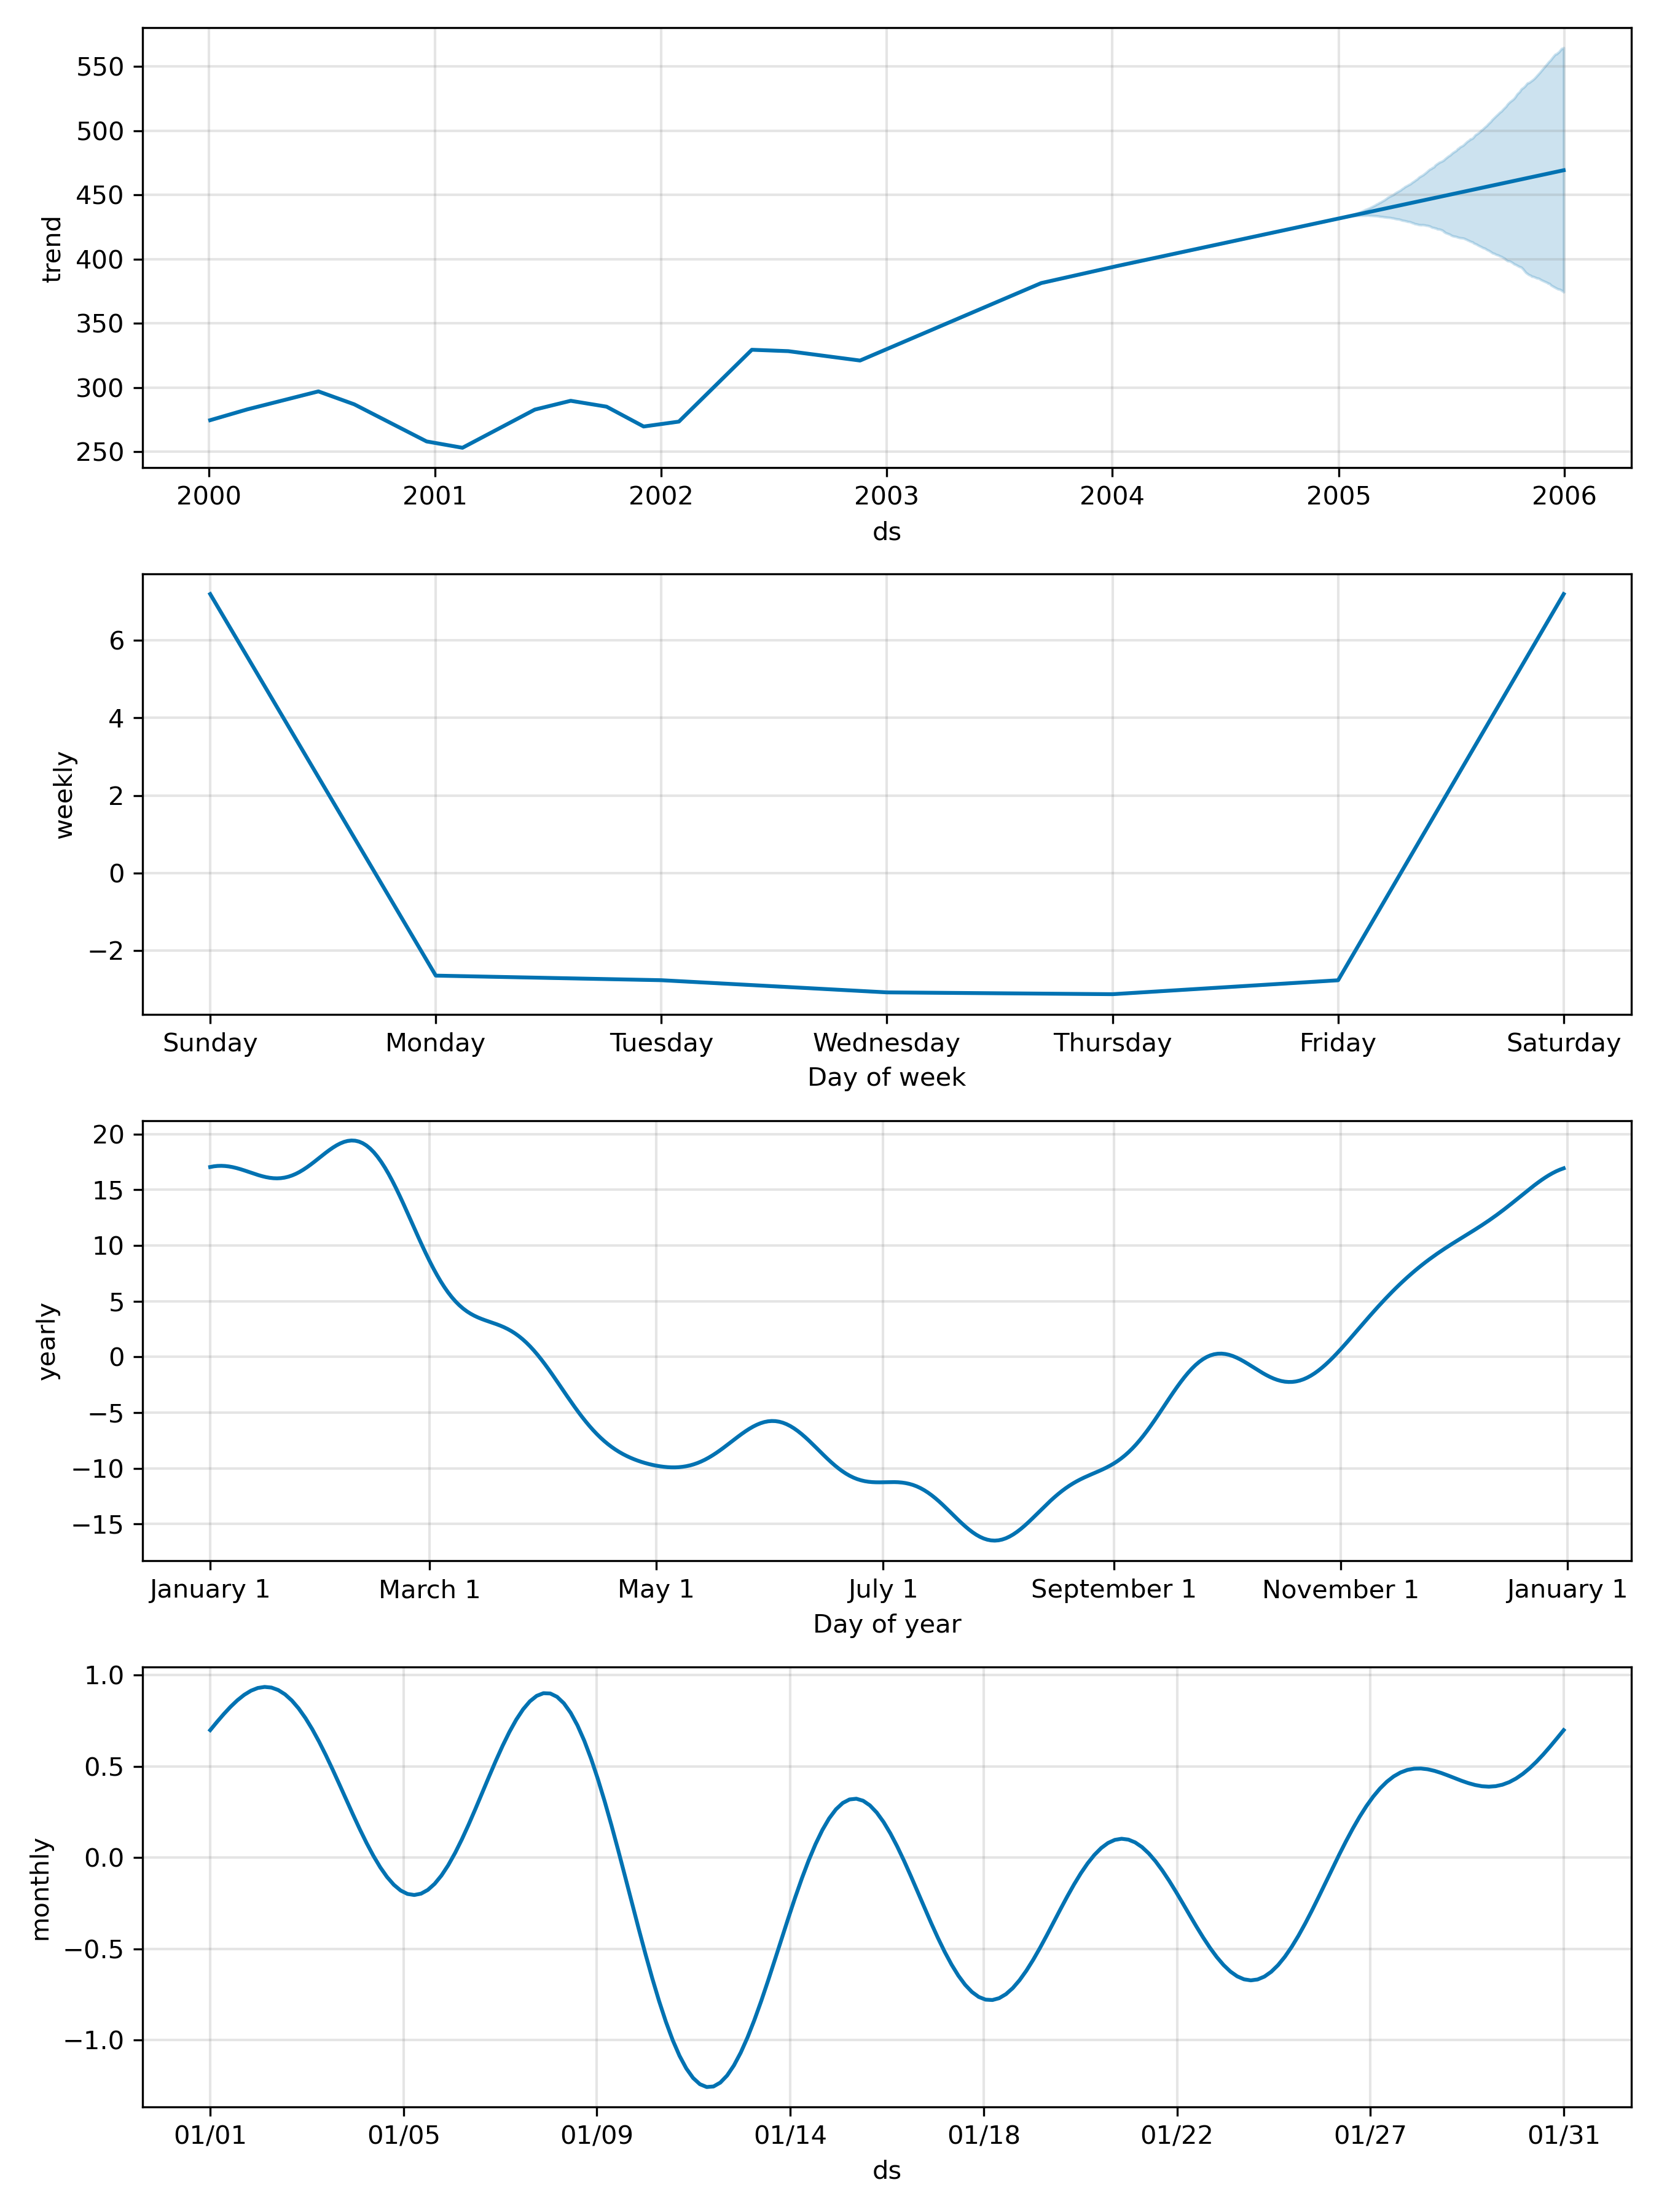 550
500
450
400
350
300
250
trend
2000 2001 2002 2003 2004 2005 2006
ds
6
4
2
0
−2
weekly
Sunday Monday Tuesday Wednesday Thursday Friday Saturday
Day of week
20
15
10
5
0
−5
−10
−15
yearly
January 1 March 1 May 1 July 1 September 1 November 1 January 1
Day of year
1.0
0.5
0.0
−0.5
−1.0
monthly
01/01 01/05 01/09 01/14 01/18 01/22 01/27 01/31
ds